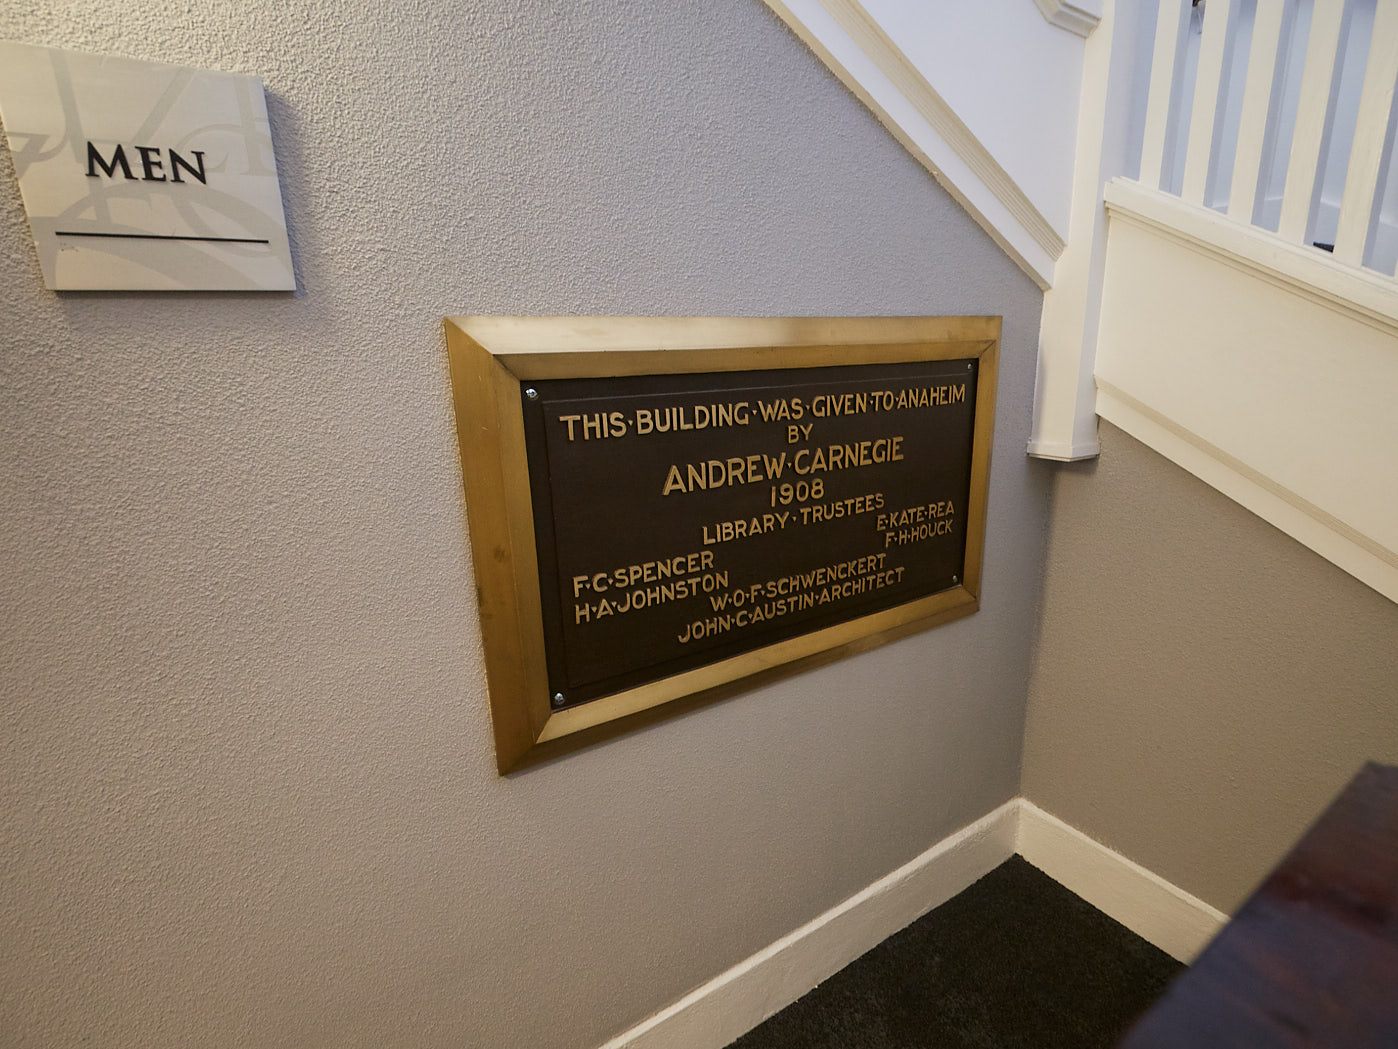 MEN
THIS·BUILDING·WAS·GIVEN·TO·ANAHEIM
BY
ANDREW·CARNEGIE
1908
LIBRARY·TRUSTEES
F·C·SPENCER
E·KATE·REA
H·A·JOHNSTON
F·H·HOUCK
W·O·F·SCHWENCKERT
JOHN·C·AUSTIN·ARCHITECT